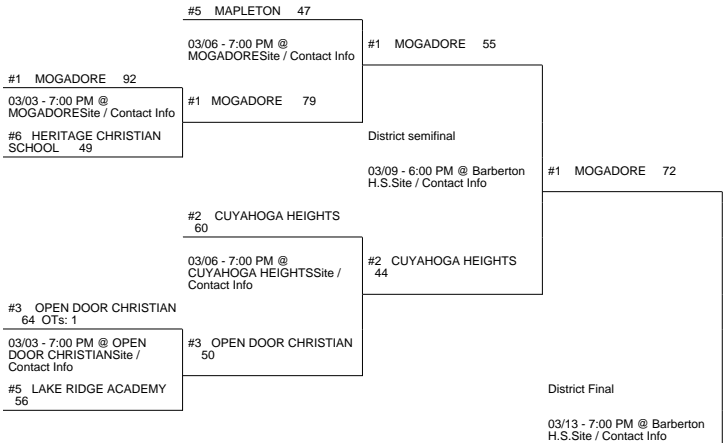 #5 MAPLETON 47
03/06 - 7:00 PM @
MOGADORESite / Contact Info
#1 MOGADORE 55
#1 MOGADORE 92
03/03 - 7:00 PM @
MOGADORESite / Contact Info
#1 MOGADORE 79
#6 HERITAGE CHRISTIAN
SCHOOL 49
District semifinal
03/09 - 6:00 PM @ Barberton
H.S.Site / Contact Info
#1 MOGADORE 72
#2 CUYAHOGA HEIGHTS
60
03/06 - 7:00 PM @
CUYAHOGA HEIGHTSSite /
Contact Info
#2 CUYAHOGA HEIGHTS
44
#3 OPEN DOOR CHRISTIAN
64 OTs: 1
03/03 - 7:00 PM @ OPEN
DOOR CHRISTIANSite /
Contact Info
#3 OPEN DOOR CHRISTIAN
50
#5 LAKE RIDGE ACADEMY
56
District Final
03/13 - 7:00 PM @ Barberton
H.S.Site / Contact Info